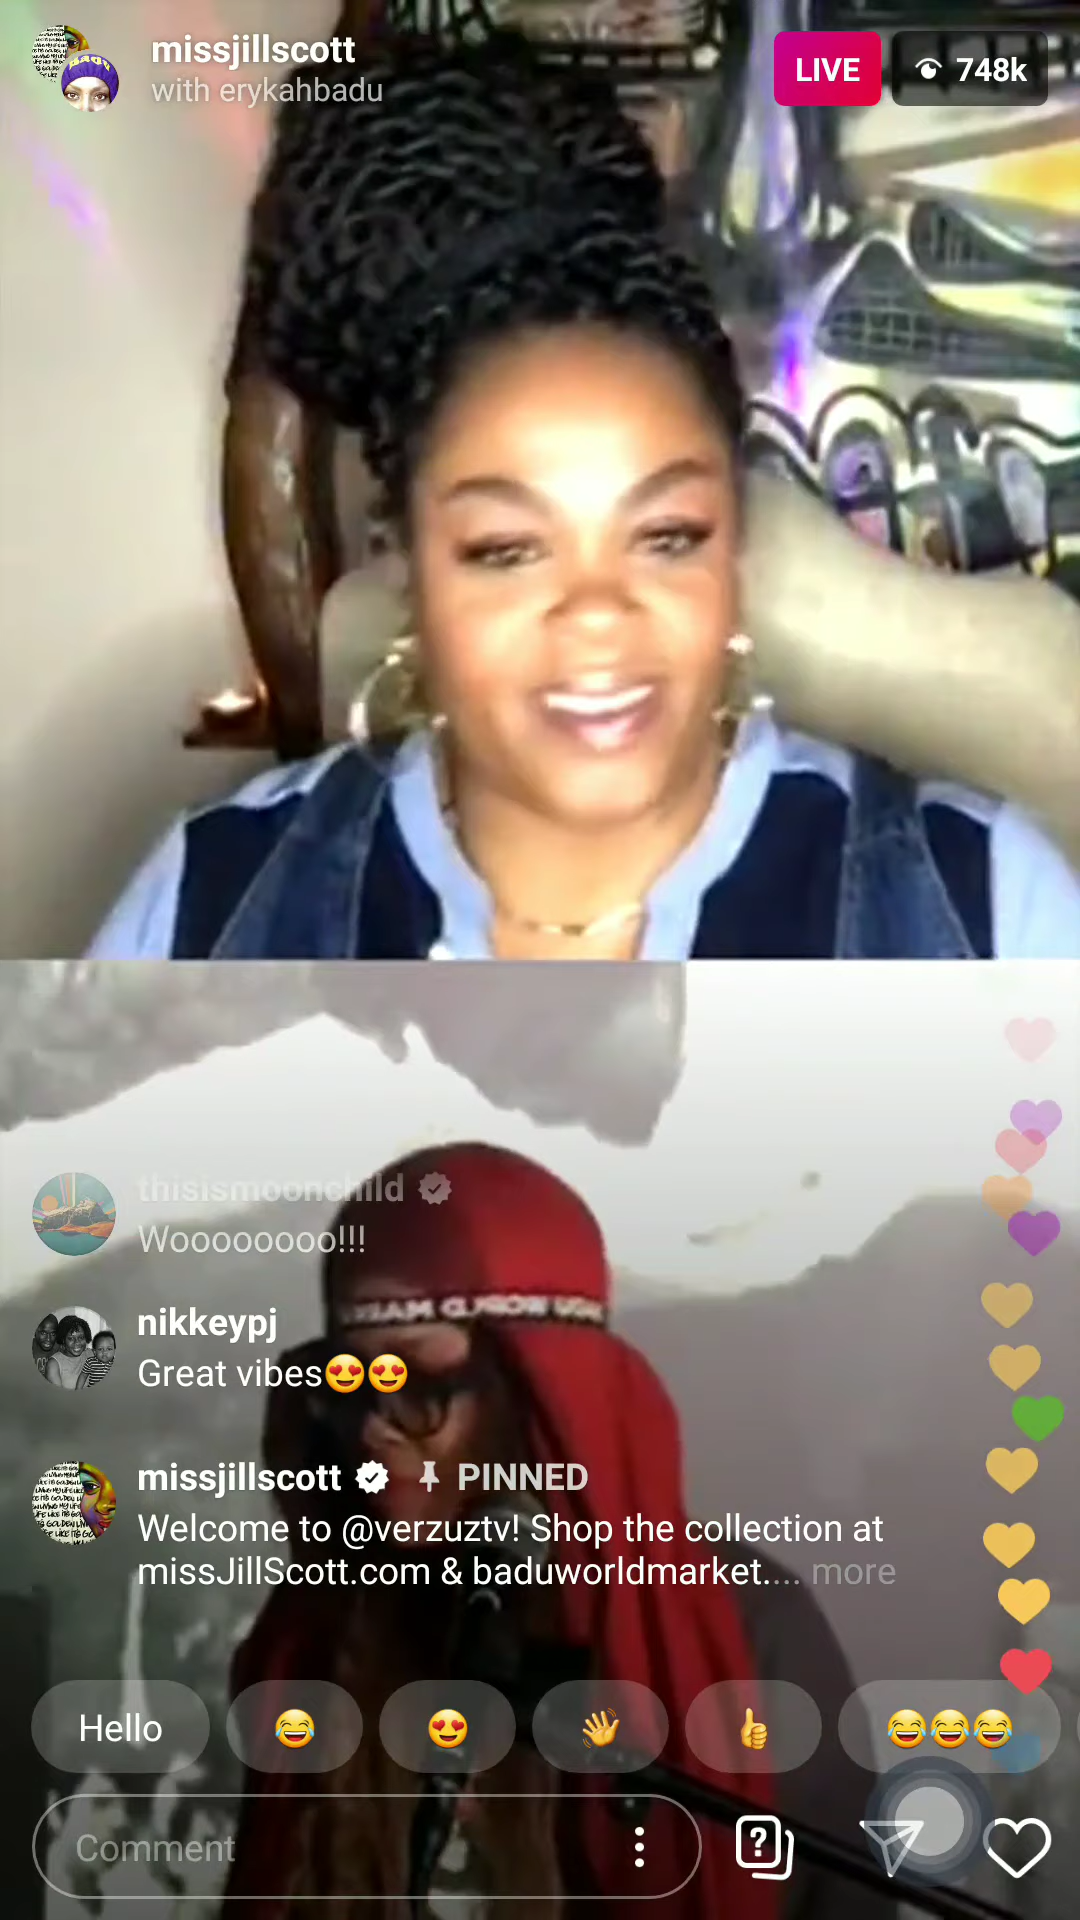 missjillscott
with erykahbadu
LIVE
748k
BADU
thisismoonchild
Woooooooo!!!
nikkeypj
Great vibes😍😍
missjillscott PINNED
Welcome to @verzuztv! Shop the collection at
missJillScott.com & baduworldmarket.... more
Hello 😂 😍 👋 👍 😂😂😂
Comment